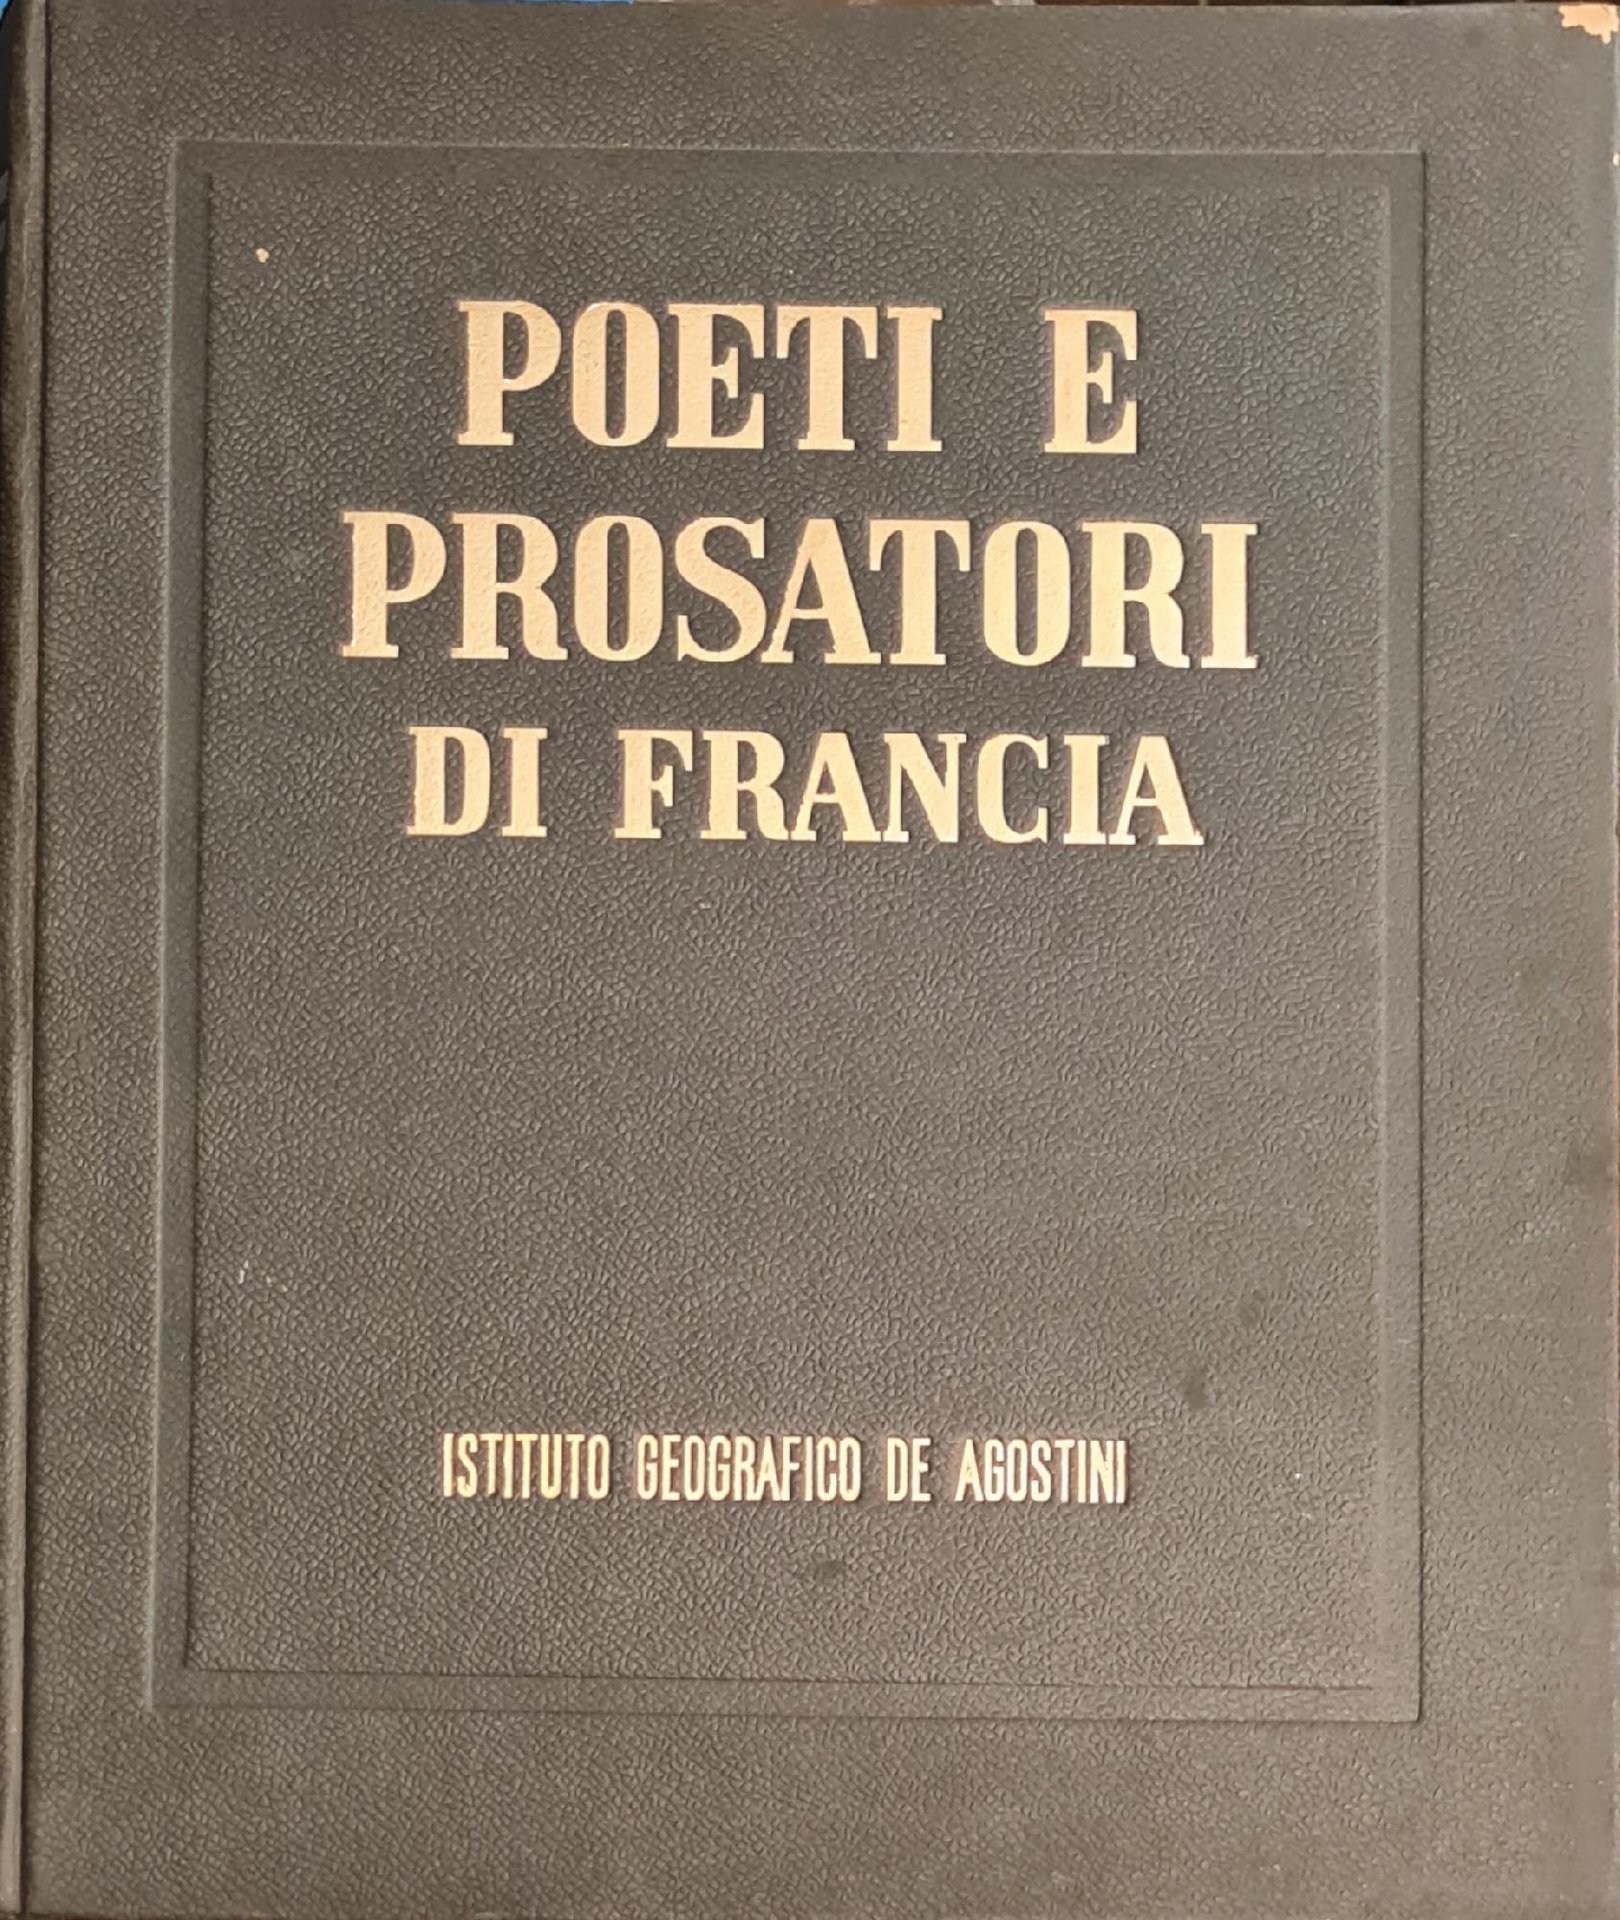 POETI E
PROSATORI
DI FRANCIA
ISTITUTO GEOGRAFICO DE AGOSTINI